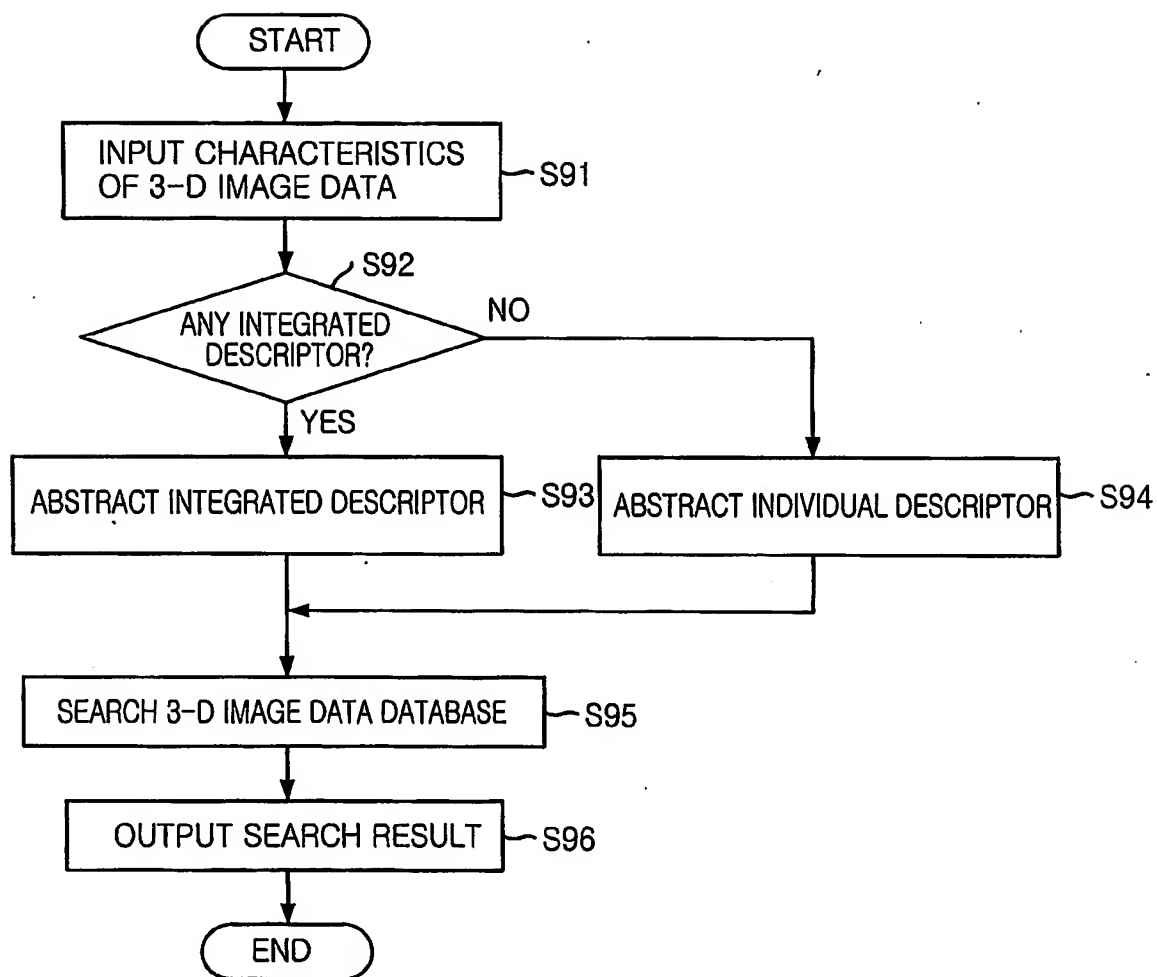 START
INPUT CHARACTERISTICS
OF 3-D IMAGE DATA
S91
S92
ANY INTEGRATED
DESCRIPTOR?
NO
YES
ABSTRACT INTEGRATED DESCRIPTOR
S93
ABSTRACT INDIVIDUAL DESCRIPTOR
S94
SEARCH 3-D IMAGE DATA DATABASE
S95
OUTPUT SEARCH RESULT
S96
END